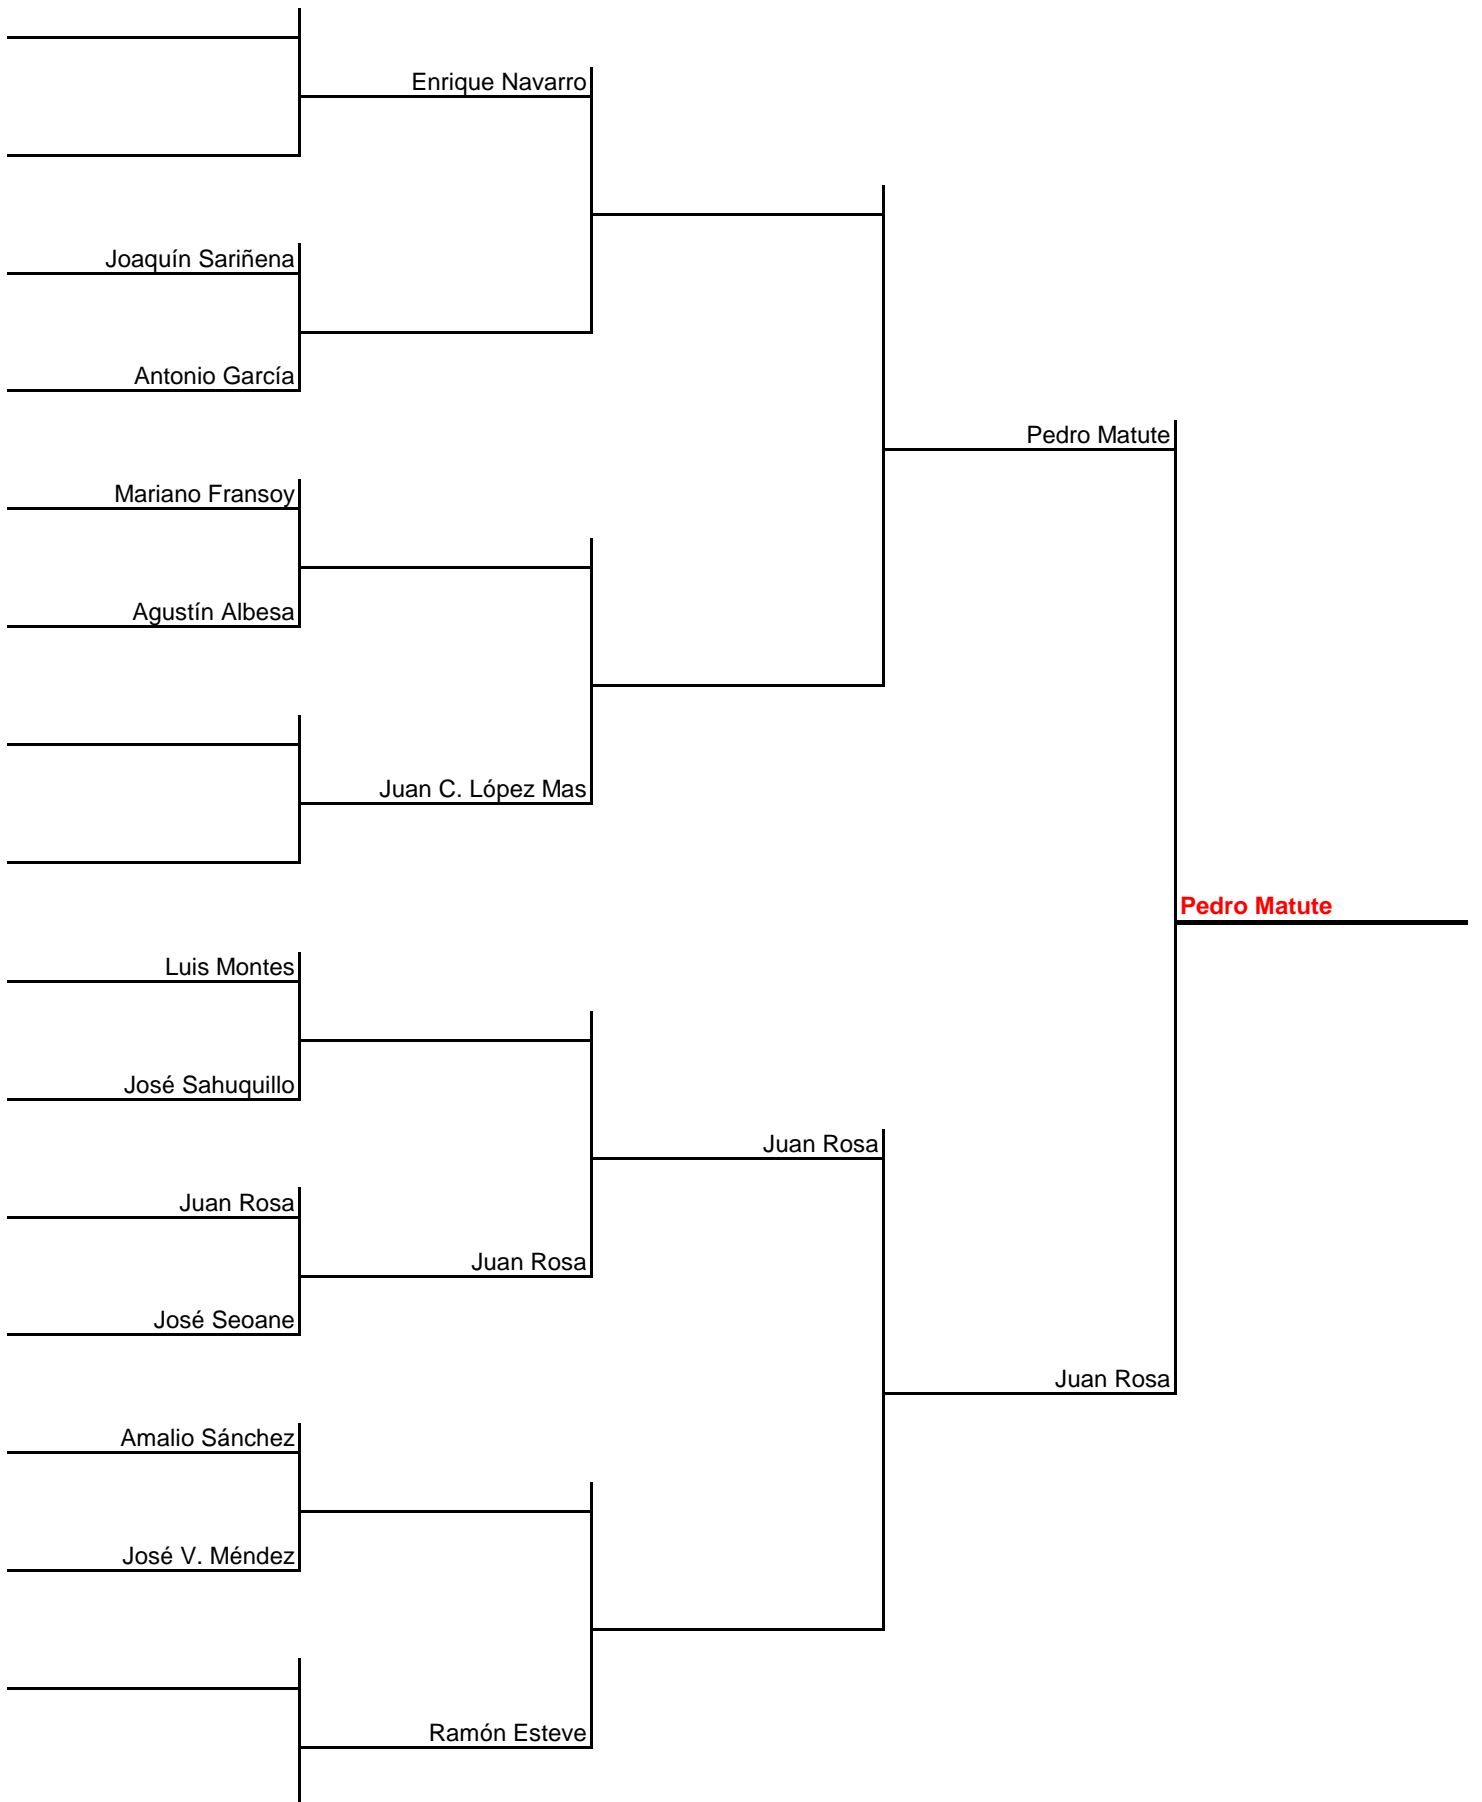 Enrique Navarro
Joaquín Sariñena
Antonio García
Pedro Matute
Mariano Fransoy
Agustín Albesa
Juan C. López Mas
Pedro Matute
Luis Montes
José Sahuquillo
Juan Rosa
Juan Rosa
Juan Rosa
José Seoane
Juan Rosa
Amalio Sánchez
José V. Méndez
Ramón Esteve